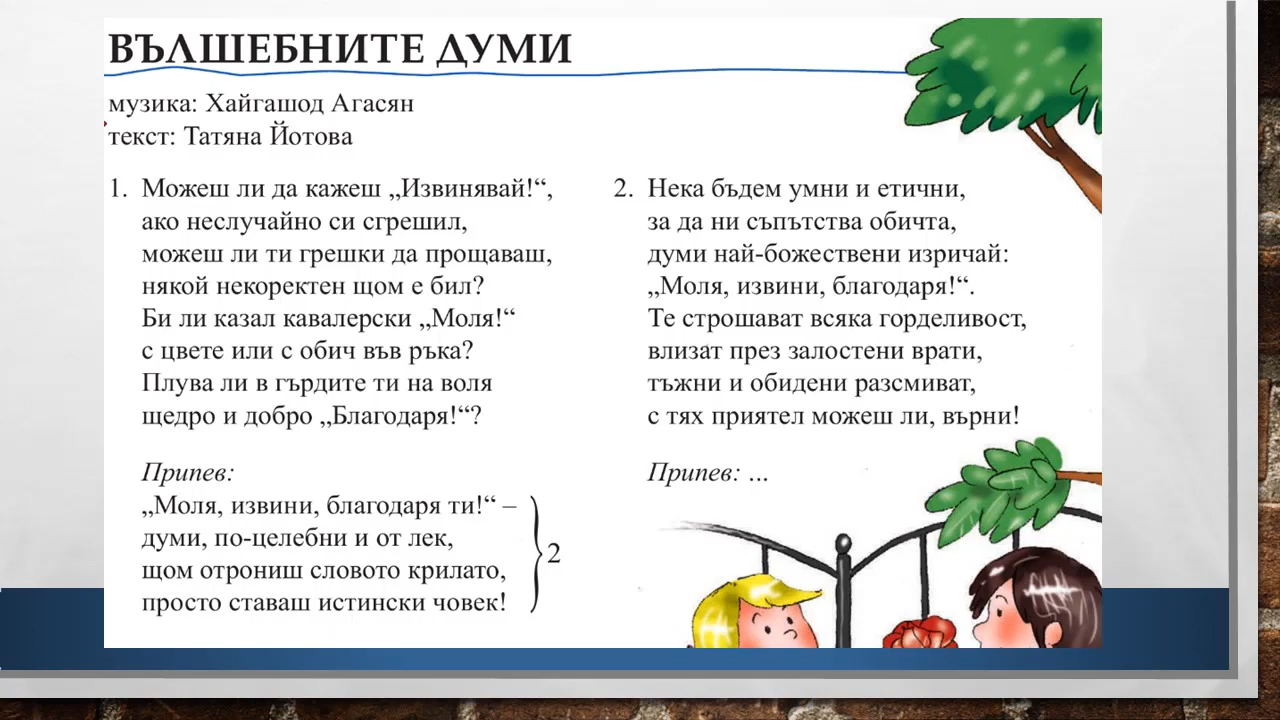 ВЪЛШЕБНИТЕ ДУМИ
музика: Хайгашод Агасян
текст: Татяна Йотова
1. Можеш ли да кажеш „Извинявай!“,
ако неслучайно си сгрешил,
можеш ли ти грешки да прощаваш,
някой некоректен щом е бил?
Би ли казал кавалерски „Моля!“
с цвете или с обич във ръка?
Плува ли в гърдите ти на воля
щедро и добро „Благодаря!“?
Припев:
„Моля, извини, благодаря ти!“ –
думи, по-целебни и от лек,
щом отрониш словото крилато,
просто ставаш истински човек!
2
2. Нека бъдем умни и етични,
за да ни съпътства обичта,
думи най-божествени изричай:
„Моля, извини, благодаря!“.
Те строшават всяка горделивост,
влизат през залостени врати,
тъжни и обидени разсмиват,
с тях приятел можеш ли, върни!
Припев: ...